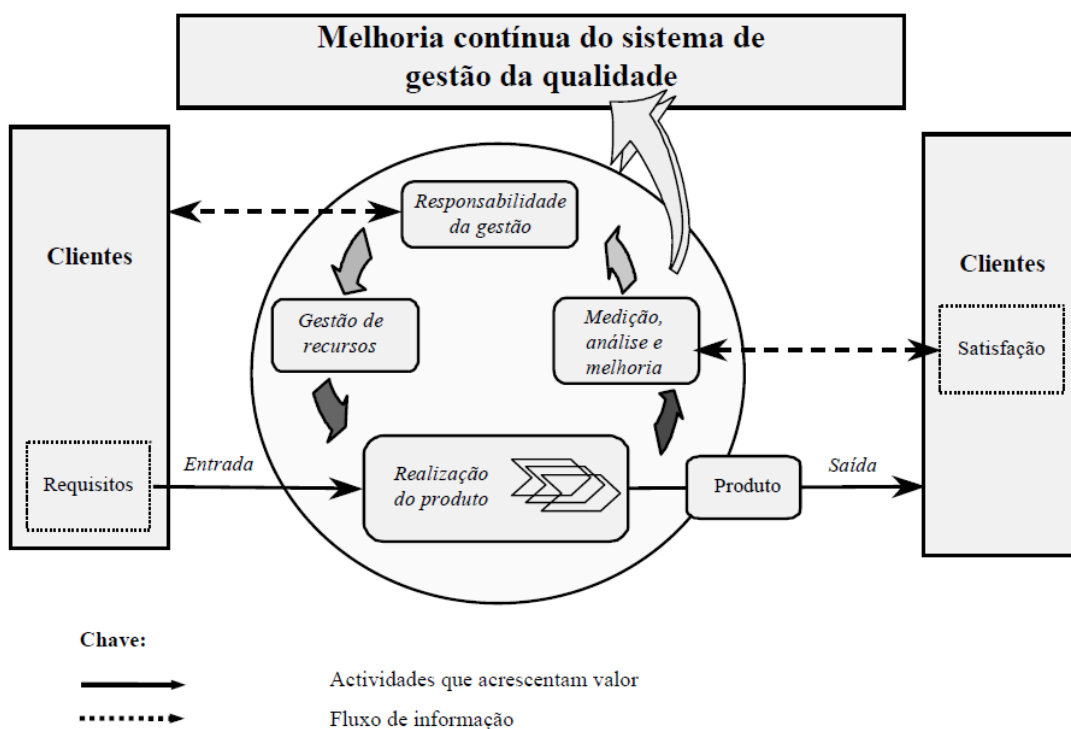 Melhoria contínua do sistema de
gestão da qualidade
Responsabilidade
da gestão
Clientes
Clientes
Gestão de
recursos
Medição,
análise e
melhoria
Satisfação
Requisitos
Entrada
Realização
do produto
Produto
Saída
Chave:
Actividades que acrescentam valor
Fluxo de informação